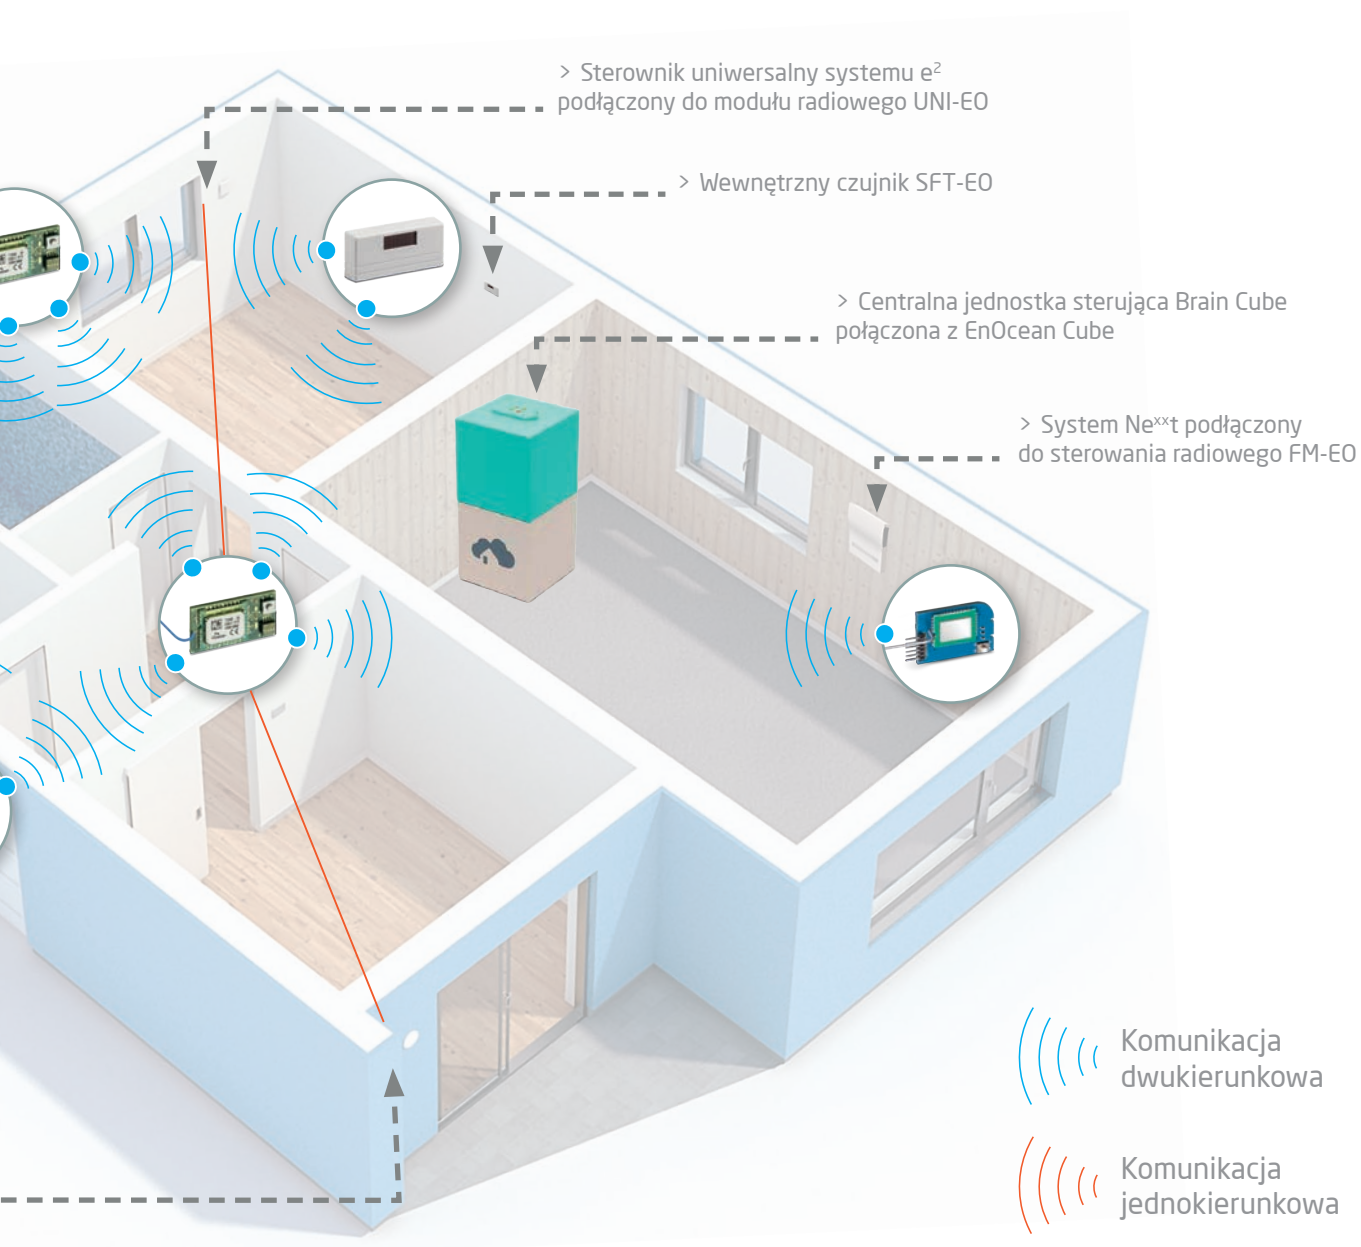 > Sterownik uniwersalny systemu e²
podłączony do modułu radiowego UNI-EO
> Wewnętrzny czujnik SFT-EO
> Centralna jednostka sterująca Brain Cube
połączona z EnOcean Cube
> System Neˣˣt podłączony
do sterowania radiowego FM-EO
Komunikacja
dwukierunkowa
Komunikacja
jednokierunkowa